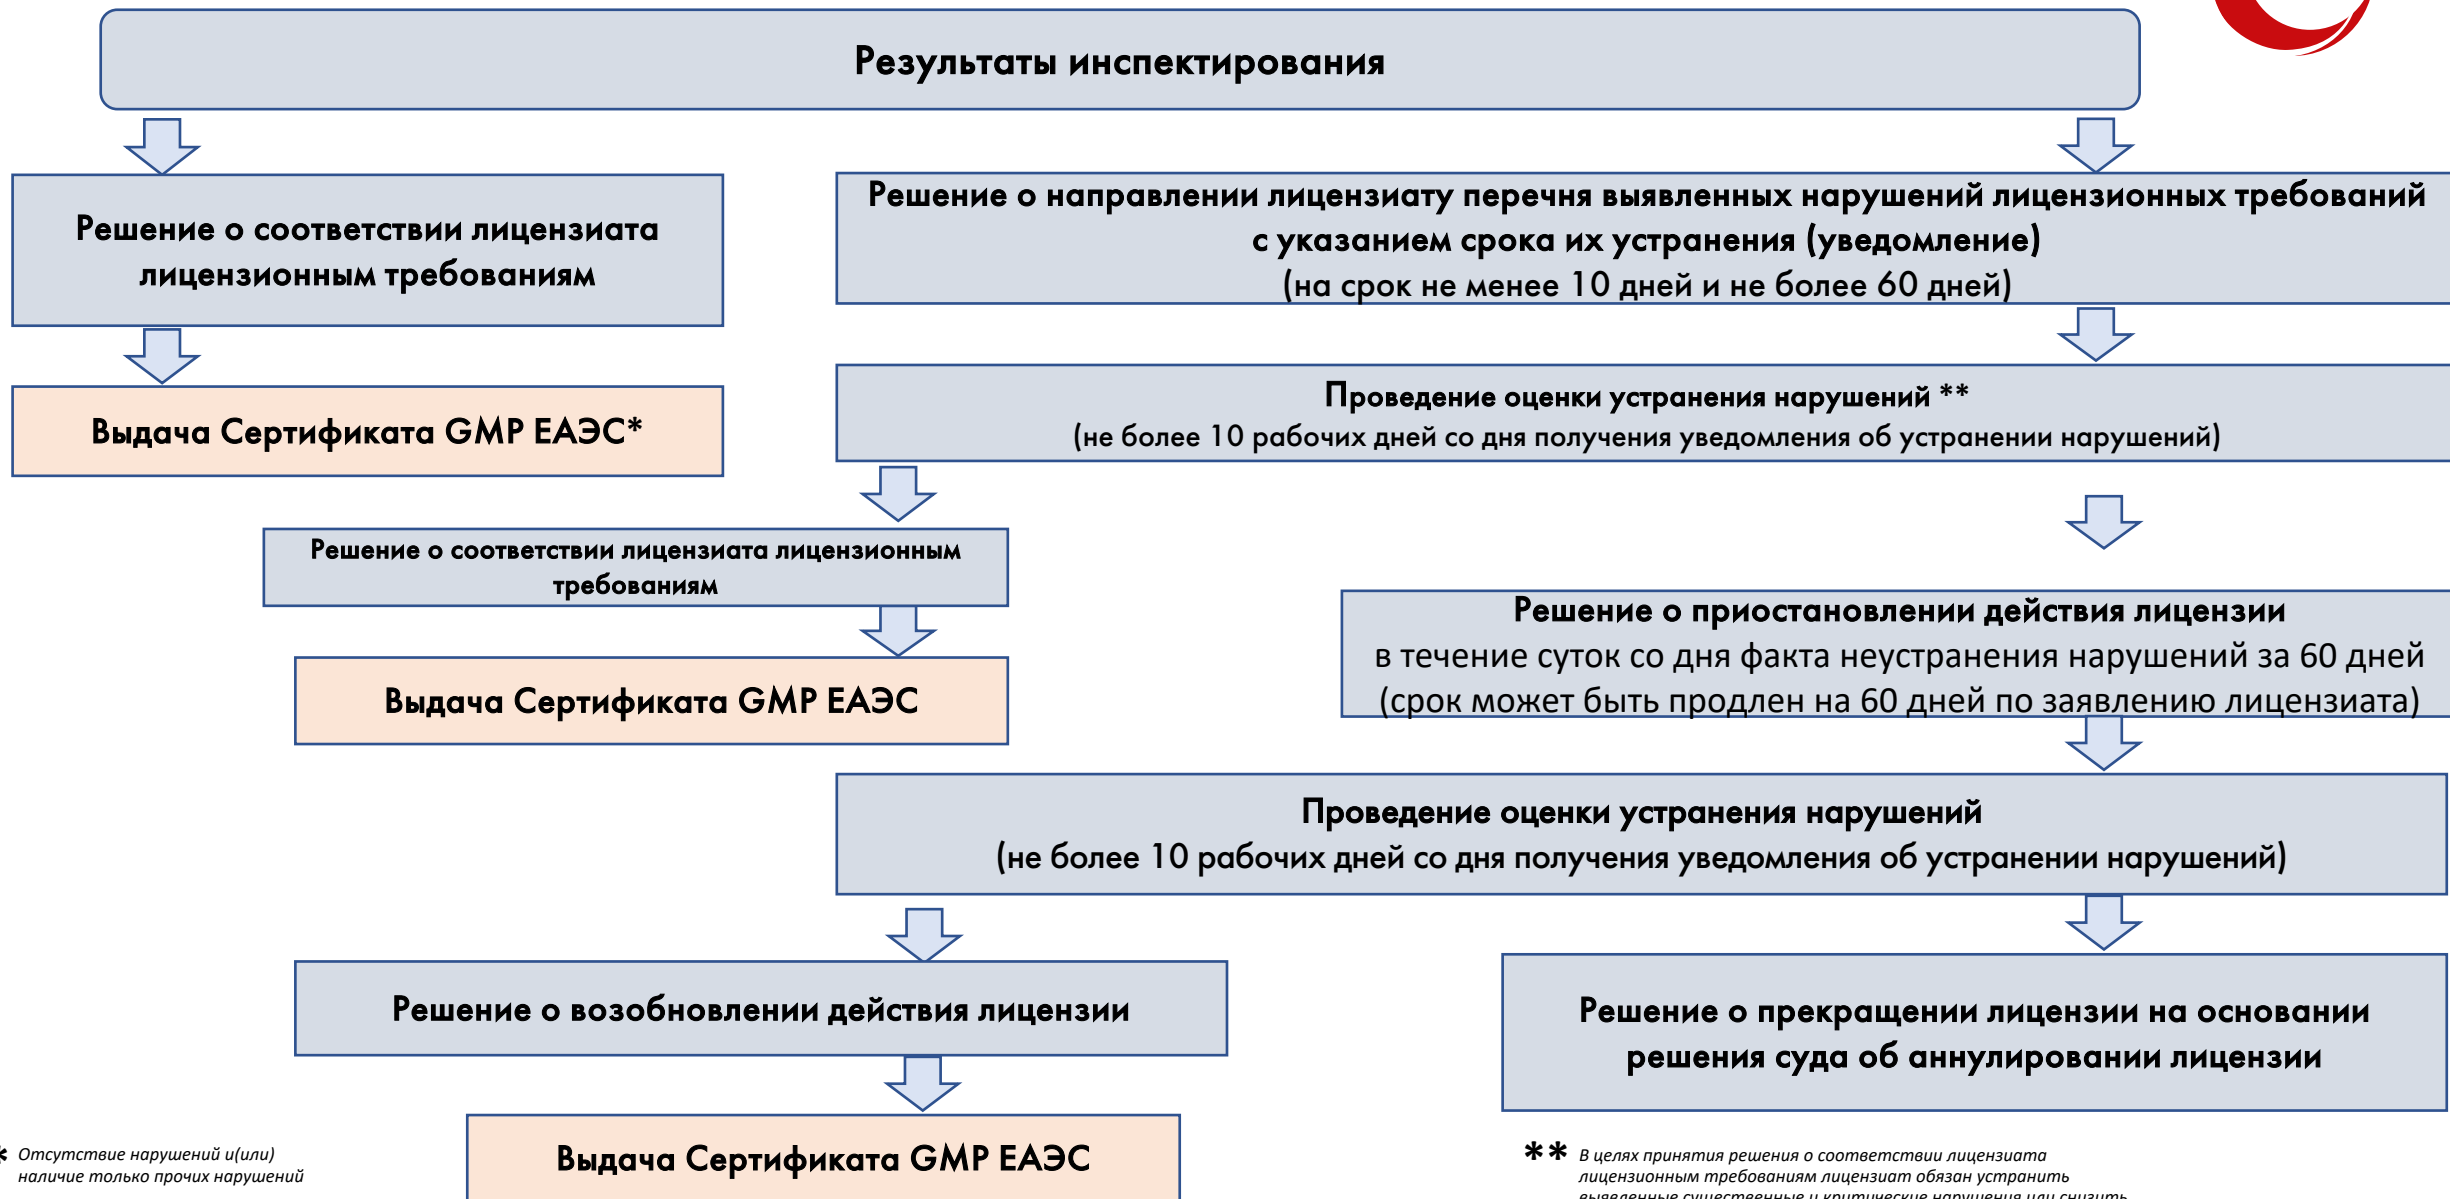 Результаты инспектирования
Решение о соответствии лицензиата
лицензионным требованиям
Решение о направлении лицензиату перечня выявленных нарушений лицензионных требований
с указанием срока их устранения (уведомление)
(на срок не менее 10 дней и не более 60 дней)
Выдача Сертификата GMP ЕАЭС*
Проведение оценки устранения нарушений **
(не более 10 рабочих дней со дня получения уведомления об устранении нарушений)
Решение о соответствии лицензиата лицензионным
требованиям
Выдача Сертификата GMP ЕАЭС
Решение о приостановлении действия лицензии
в течение суток со дня факта неустранения нарушений за 60 дней
(срок может быть продлен на 60 дней по заявлению лицензиата)
Проведение оценки устранения нарушений
(не более 10 рабочих дней со дня получения уведомления об устранении нарушений)
Решение о возобновлении действия лицензии
Решение о прекращении лицензии на основании
решения суда об аннулировании лицензии
Выдача Сертификата GMP ЕАЭС
* Отсутствие нарушений и(или)
наличие только прочих нарушений
** В целях принятия решения о соответствии лицензиата
лицензионным требованиям лицензиат обязан устранить
выявленные существенные и критические нарушения или снизить